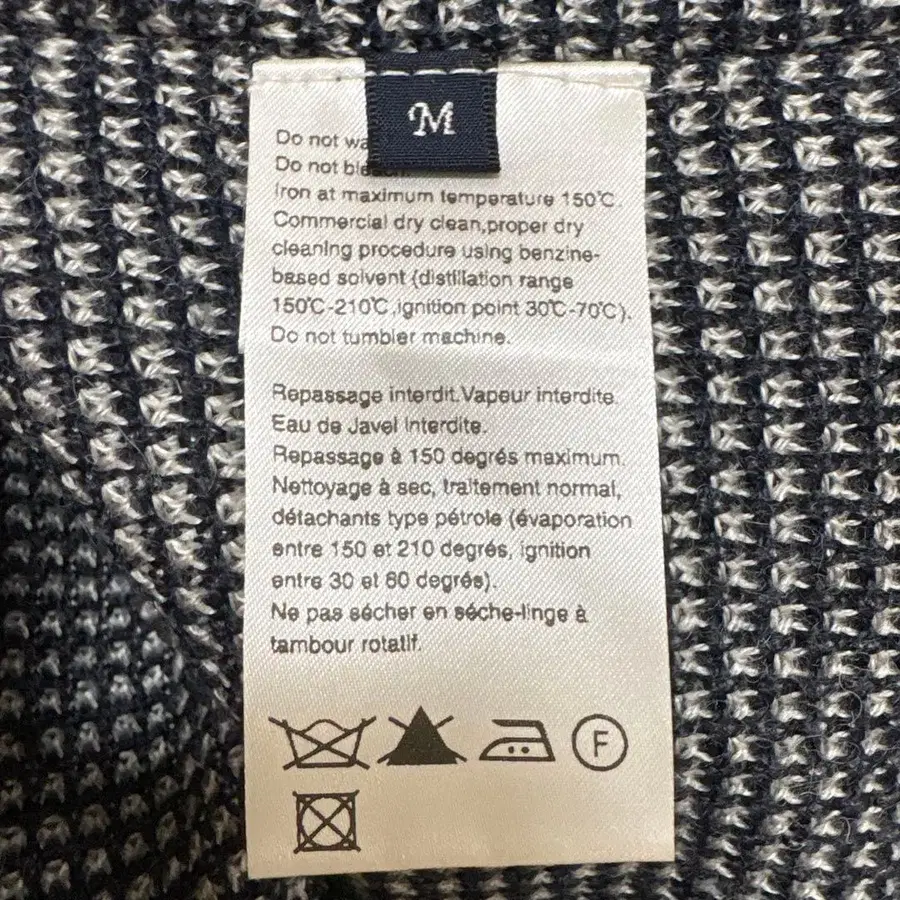 M
Do not wa
Do not bleach.
Iron at maximum temperature 150℃.
Commercial dry clean,proper dry
cleaning procedure using benzine-
based solvent (distillation range
150℃-210℃,ignition point 30℃-70℃).
Do not tumbler machine.
Repassage interdit.Vapeur interdite.
Eau de Javel interdite.
Repassage à 150 degrés maximum.
Nettoyage à sec, traitement normal,
détachants type pétrole (évaporation
entre 150 et 210 degrés, ignition
entre 30 et 60 degrés).
Ne pas sécher en séche-linge à
tambour rotatif.
F